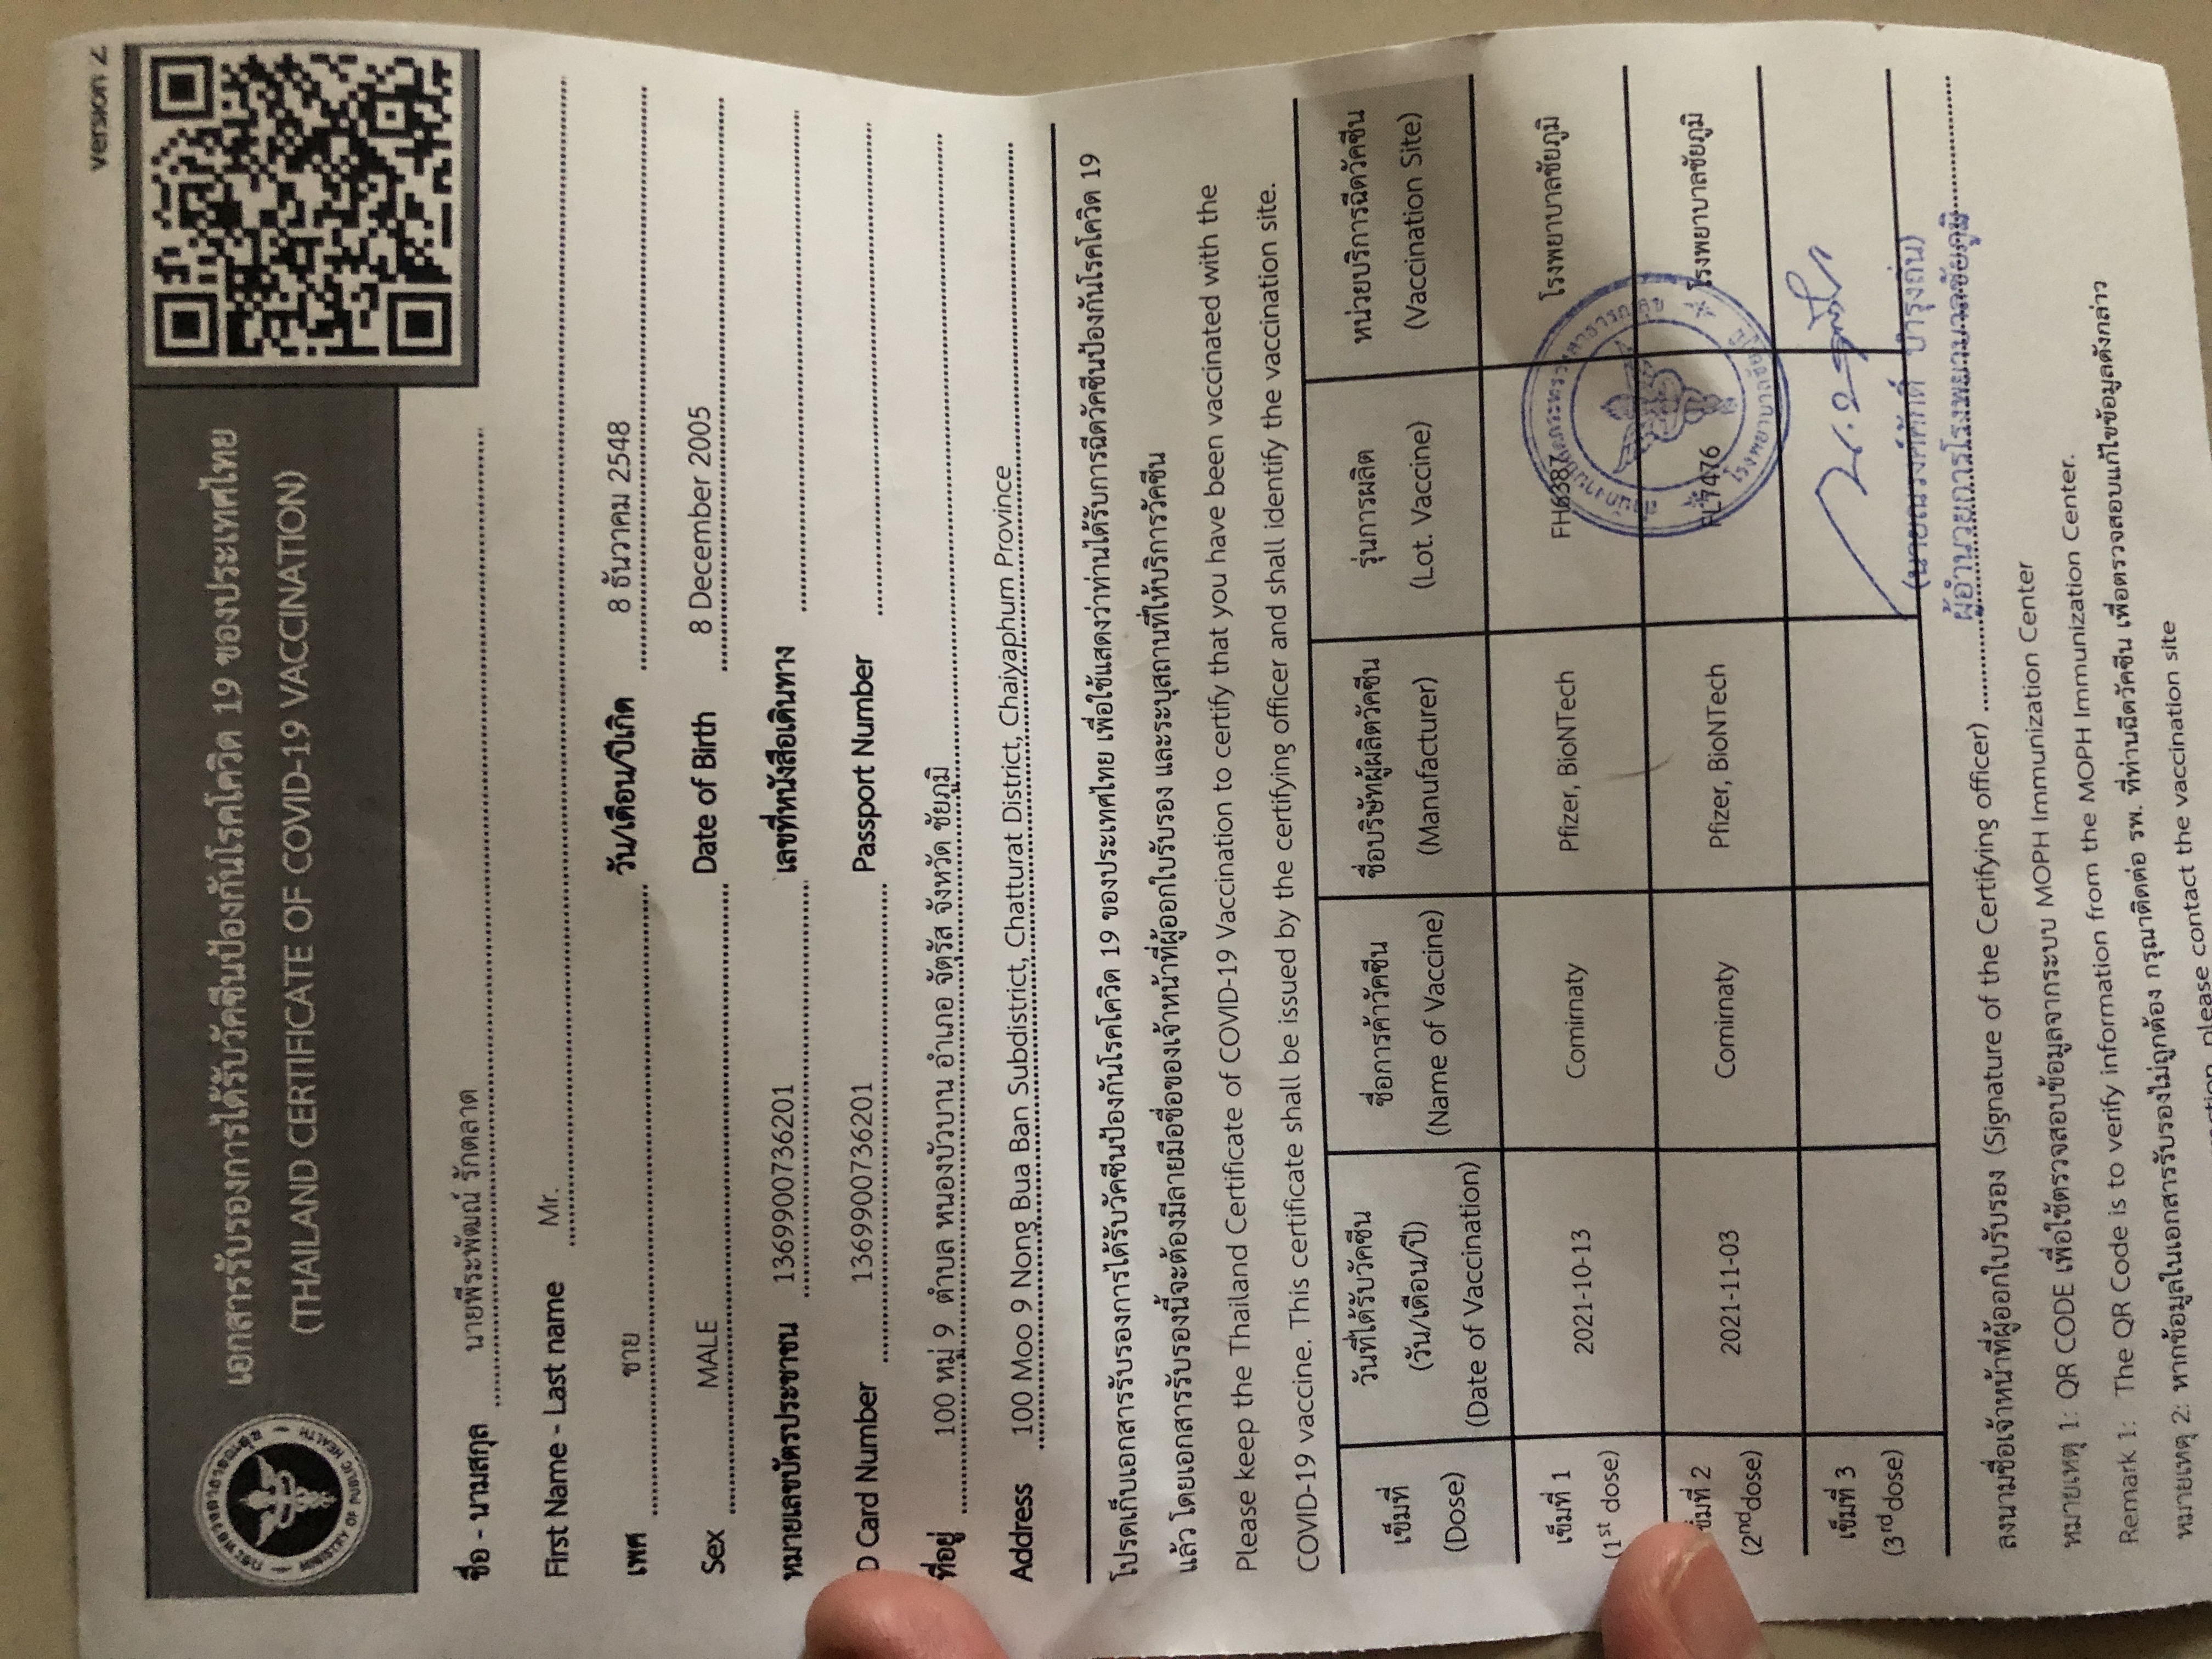 Version 2
กระทรวงสาธารณสุข
MINISTRY OF PUBLIC HEALTH
เอกสารรับรองการได้รับวัคซีนป้องกันโรคโควิด 19 ของประเทศไทย
(THAILAND CERTIFICATE OF COVID-19 VACCINATION)
ชื่อ - นามสกุล นายพีระพัฒณ์ รักตลาด
First Name - Last name Mr.
เพศ ชาย วัน/เดือน/ปีเกิด 8 ธันวาคม 2548
Sex MALE Date of Birth 8 December 2005
หมายเลขบัตรประชาชน 1369900736201 เลขที่หนังสือเดินทาง
D Card Number 1369900736201 Passport Number
ที่อยู่ 100 หมู่ 9 ตำบล หนองบัวบาน อำเภอ จัตุรัส จังหวัด ชัยภูมิ
Address 100 Moo 9 Nong Bua Ban Subdistrict, Chatturat District, Chaiyaphum Province
โปรดเก็บเอกสารรับรองการได้รับวัคซีนป้องกันโรคโควิด 19 ของประเทศไทย เพื่อใช้แสดงว่าท่านได้รับการฉีดวัคซีนป้องกันโรคโควิด 19
แล้ว โดยเอกสารรับรองนี้จะต้องมีลายมือชื่อของเจ้าหน้าที่ผู้ออกใบรับรอง และระบุสถานที่ให้บริการวัคซีน
Please keep the Thailand Certificate of COVID-19 Vaccination to certify that you have been vaccinated with the
COVID-19 vaccine. This certificate shall be issued by the certifying officer and shall identify the vaccination site.
เข็มที่ (Dose)
วันที่ได้รับวัคซีน (วัน/เดือน/ปี) (Date of Vaccination)
ชื่อการค้าวัคซีน (Name of Vaccine)
ชื่อบริษัทผู้ผลิตวัคซีน (Manufacturer)
รุ่นการผลิต (Lot. Vaccine)
หน่วยบริการฉีดวัคซีน (Vaccination Site)
เข็มที่ 1 (1st dose) 2021-10-13 Comirnaty Pfizer, BioNTech FH6387 โรงพยาบาลชัยภูมิ
เข็มที่ 2 (2nd dose) 2021-11-03 Comirnaty Pfizer, BioNTech FL7476 โรงพยาบาลชัยภูมิ
สำนักงานปลัดกระทรวงสาธารณสุข
โรงพยาบาลชัยภูมิ
เข็มที่ 3 (3rd dose)
(นายณรงค์ศักดิ์ บำรุงถิ่น)
ผู้อำนวยการโรงพยาบาลชัยภูมิ
ลงนามชื่อเจ้าหน้าที่ผู้ออกใบรับรอง (Signature of the Certifying officer)
หมายเหตุ 1: QR CODE เพื่อใช้ตรวจสอบข้อมูลจากระบบ MOPH Immunization Center
Remark 1: The QR Code is to verify information from the MOPH Immunization Center.
หมายเหตุ 2: หากข้อมูลในเอกสารรับรองไม่ถูกต้อง กรุณาติดต่อ รพ. ที่ท่านฉีดวัคซีน เพื่อตรวจสอบแก้ไขข้อมูลดังกล่าว
please contact the vaccination site